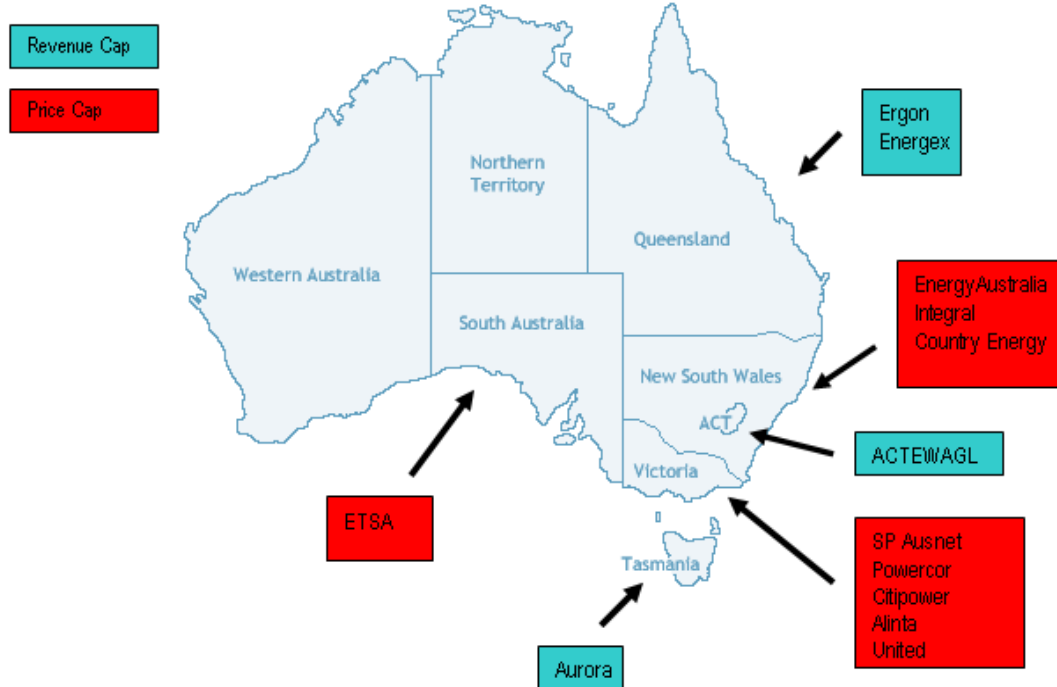 Revenue Cap
Price Cap
Ergon
Energex
Northern
Territory
Queensland
Western Australia
South Australia
EnergyAustralia
Integral
Country Energy
New South Wales
ACT
ACTEWAGL
Victoria
ETSA
SP Ausnet
Powercor
Citipower
Alinta
United
Tasmania
Aurora